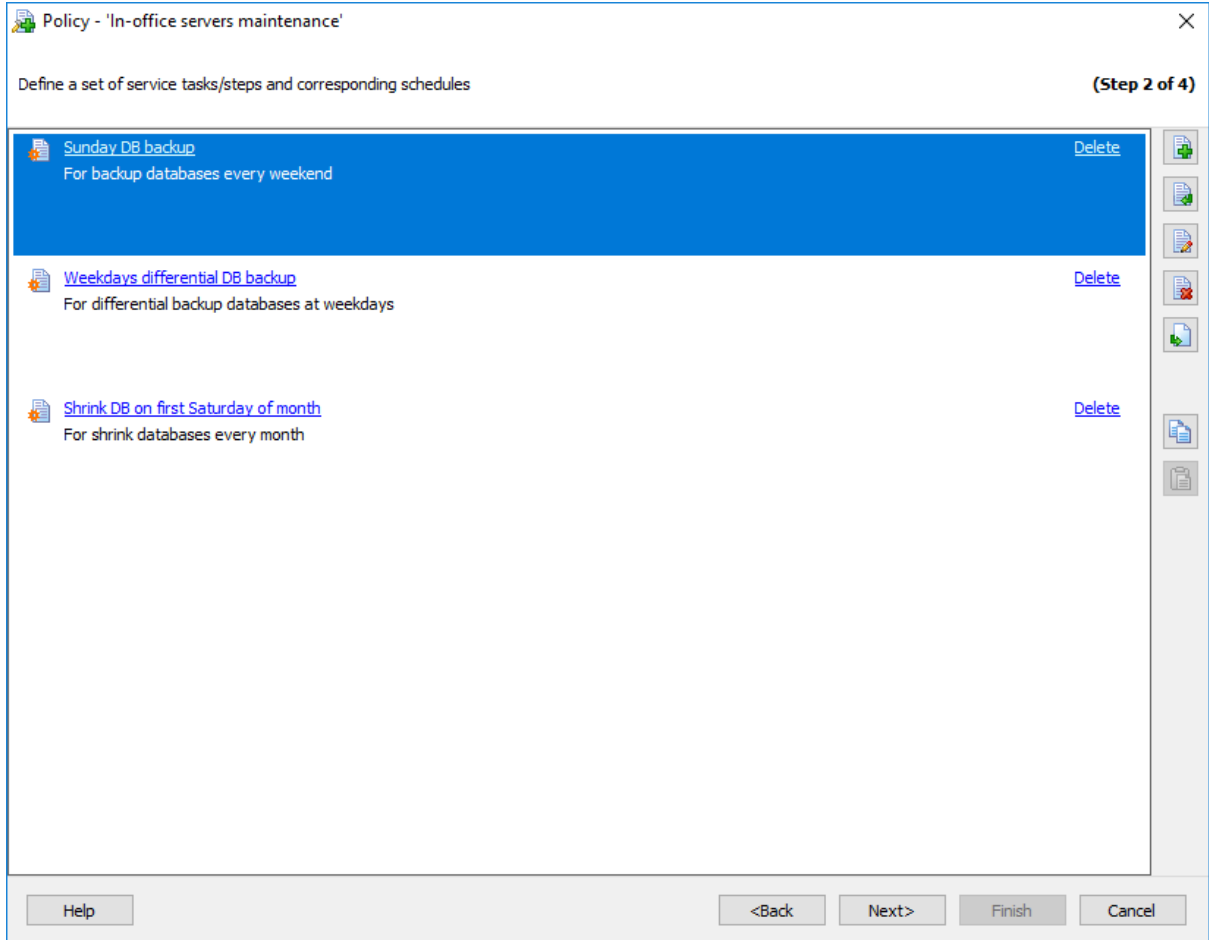 Policy - 'In-office servers maintenance'
Define a set of service tasks/steps and corresponding schedules (Step 2 of 4)
Sunday DB backup Delete
For backup databases every weekend
Weekdays differential DB backup Delete
For differential backup databases at weekdays
Shrink DB on first Saturday of month Delete
For shrink databases every month
Help <Back Next> Finish Cancel